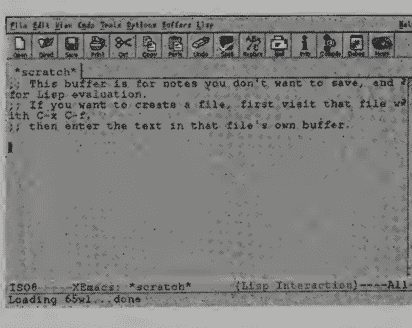 File Edit View Cmds Tools Options Buffers Lisp
Open Dired Save Print Cut Copy Paste Undo Spell Replace Mail Info Compile Debug News
*scratch*
;; This buffer is for notes you don't want to save, and
for Lisp evaluation.
;; If you want to create a file, first visit that file w
ith C-x C-f,
;; then enter the text in that file's own buffer.
ISO8----XEmacs: *scratch* (Lisp Interaction)----All-
Loading 65wl...done